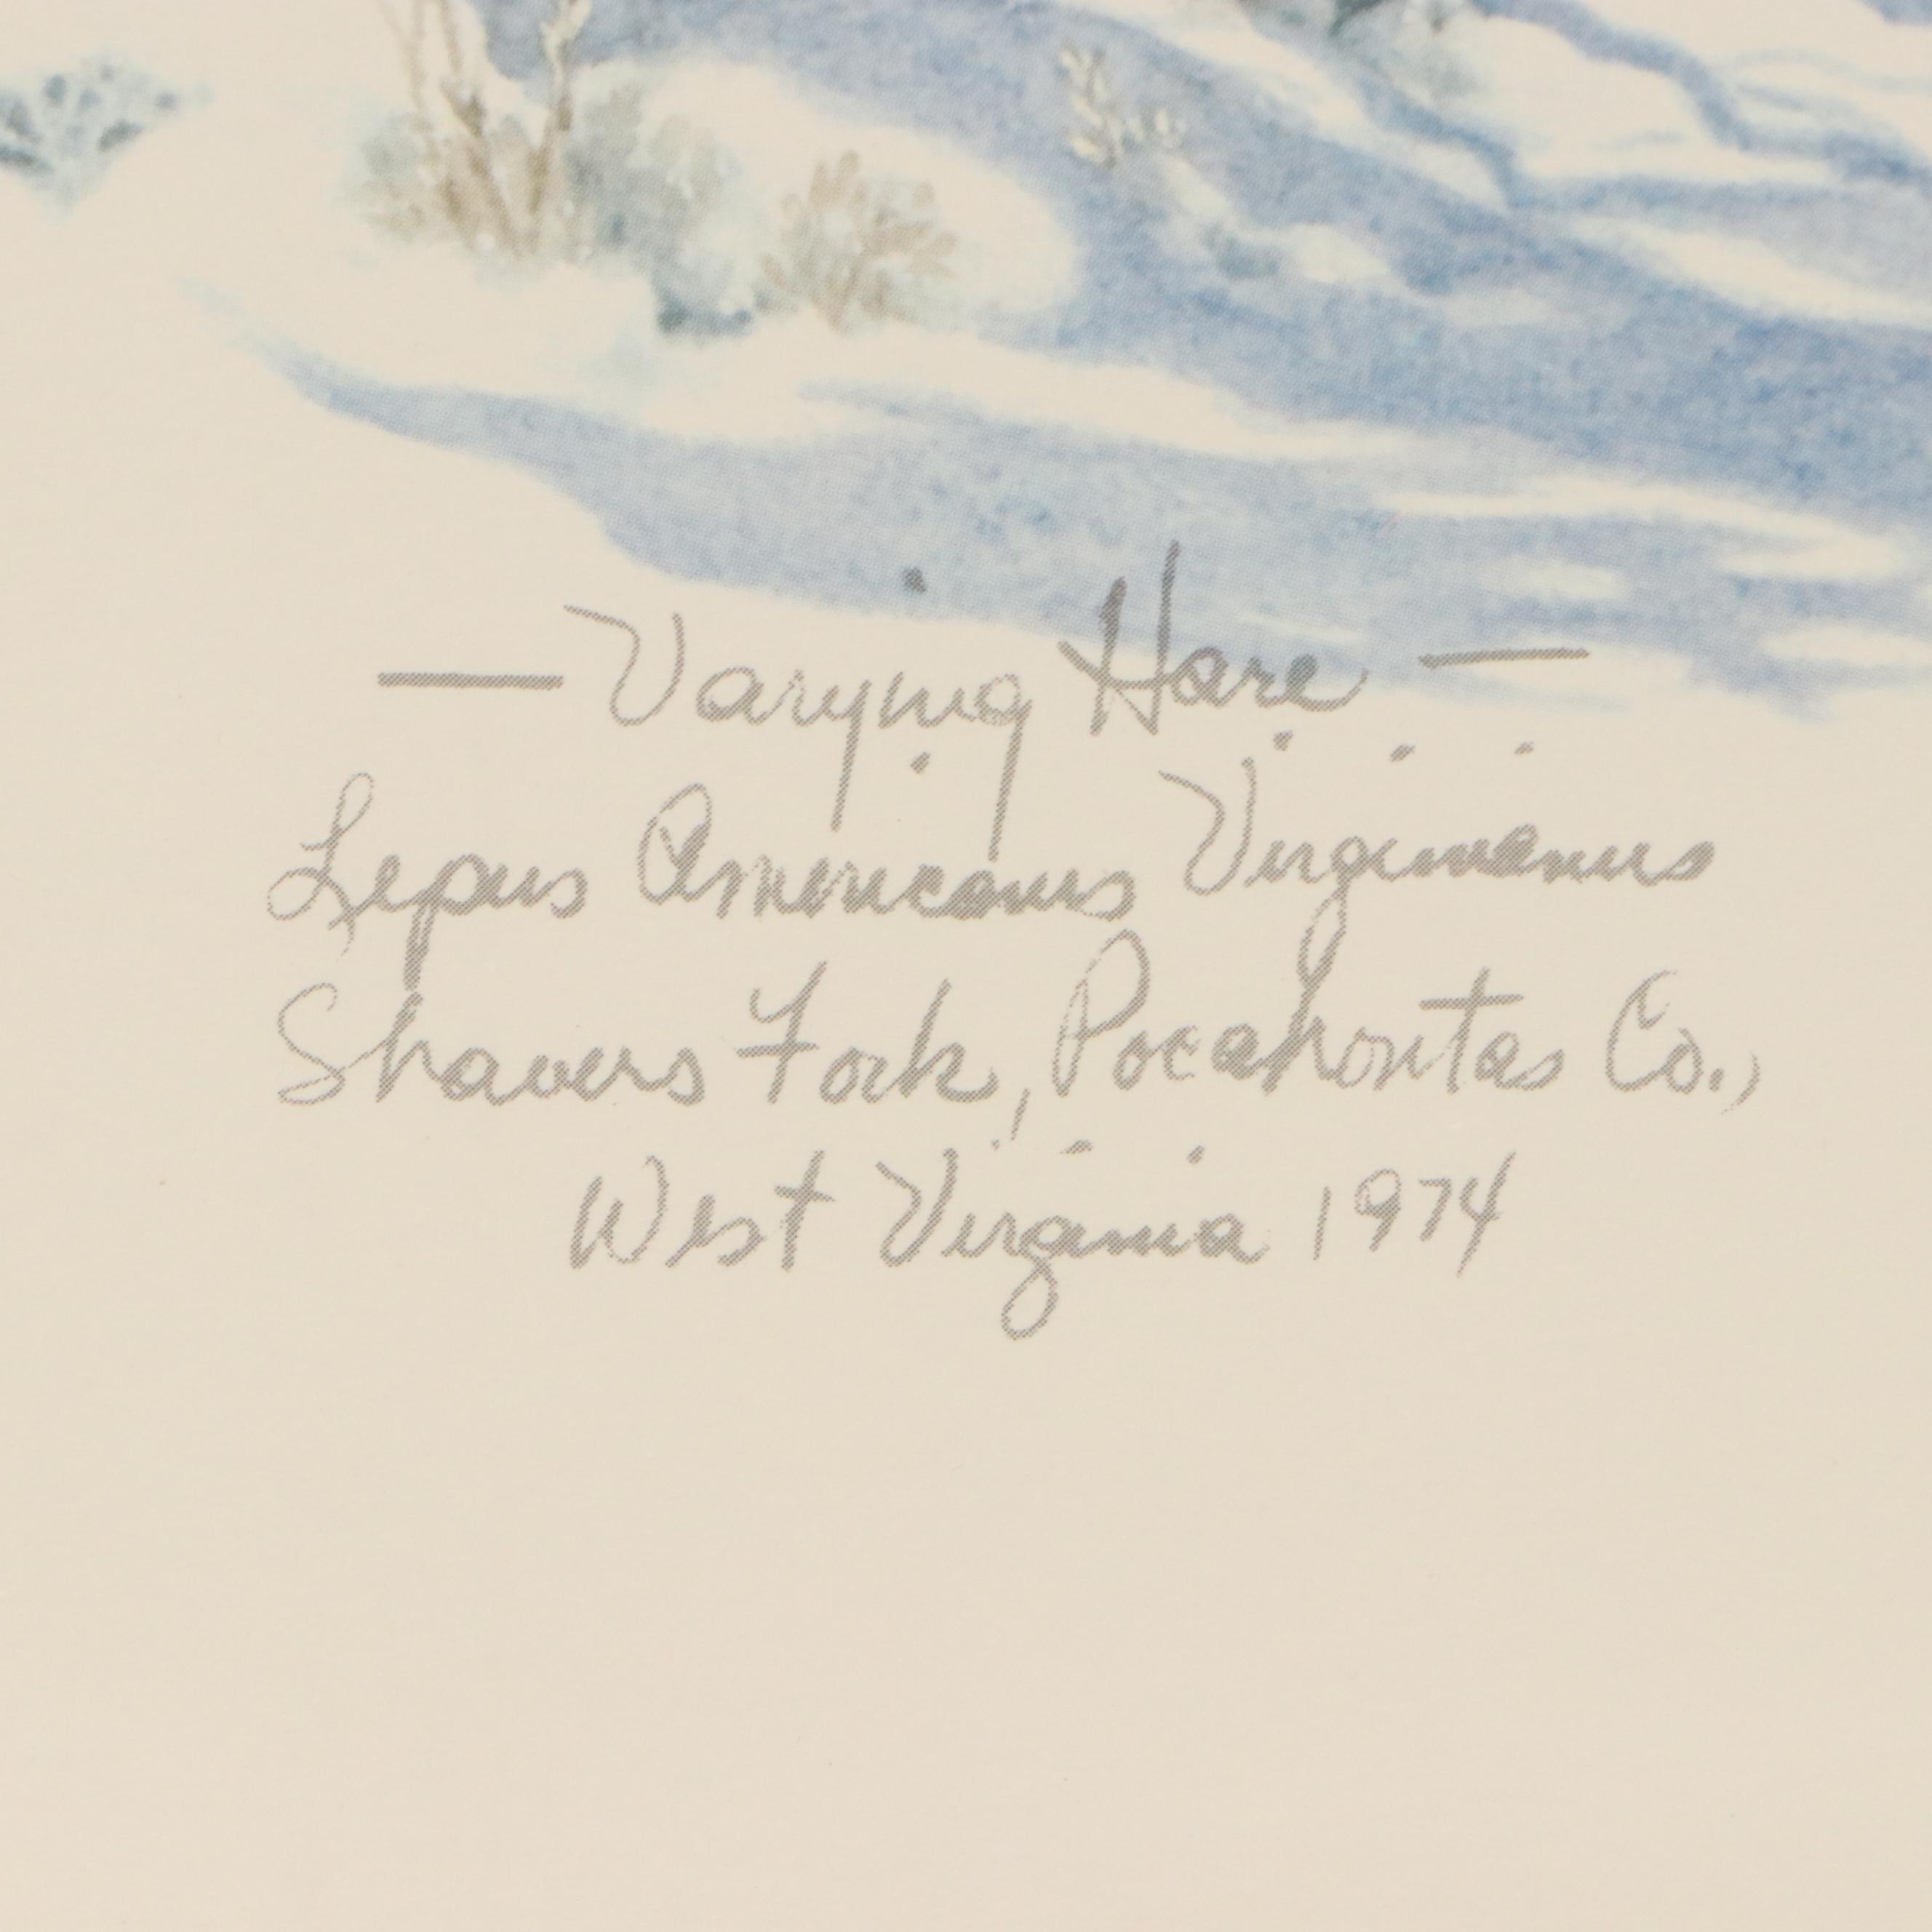 — Varying Hare —
Lepus Americanus Virginianus
Shavers Fork, Pocahontas Co.,
West Virginia 1974